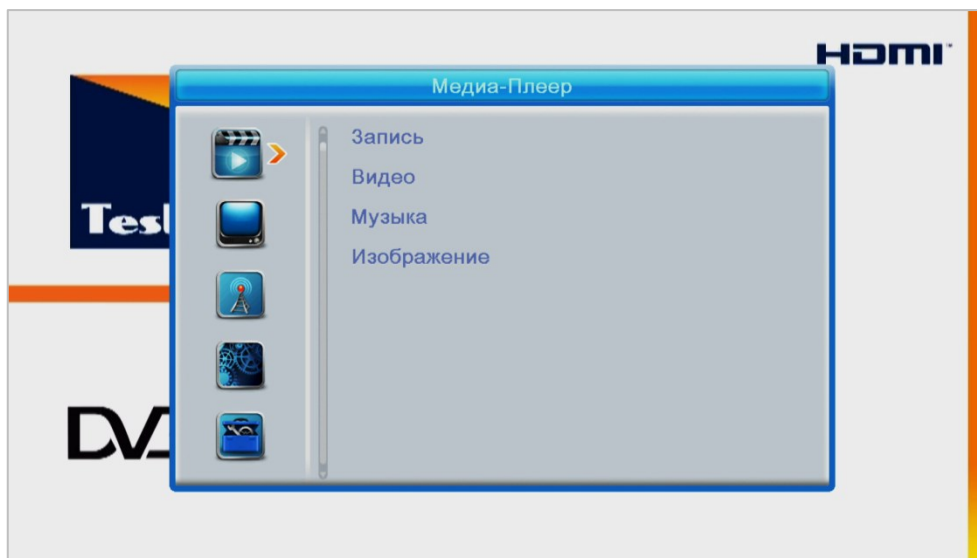 HDMI
Медиа-Плеер
Запись
Видео
Музыка
Изображение